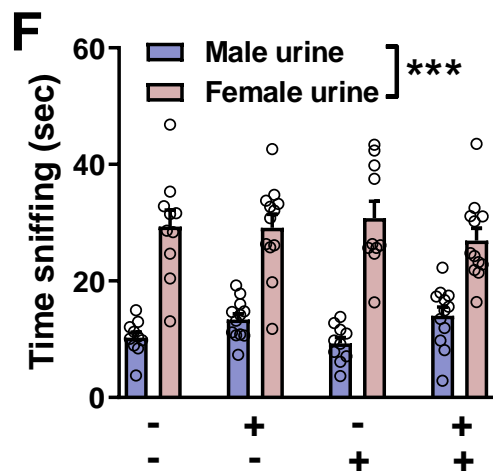 F
Time sniffing (sec)
60
40
20
0
Male urine
Female urine
***
- + - +
- - + +